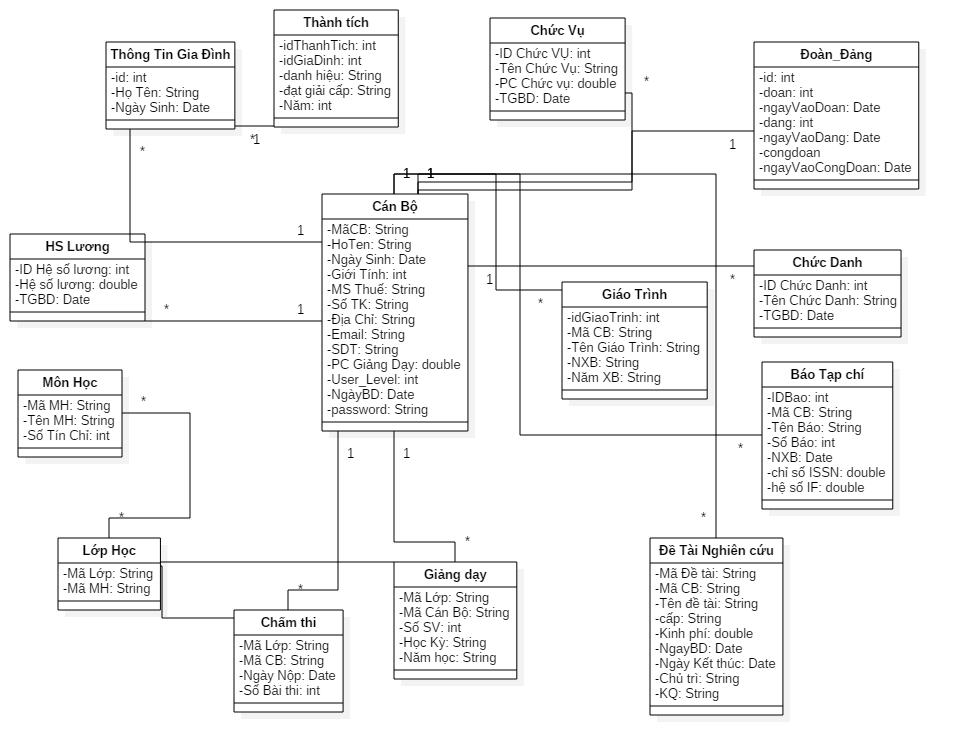 Thông Tin Gia Đình
-id: int
-Họ Tên: String
-Ngày Sinh: Date
Thành tích
-idThanhTich: int
-idGiaDinh: int
-danh hiệu: String
-đạt giải cấp: String
-Năm: int
*
1
*
Chức Vụ
-ID Chức VỤ: int
-Tên Chức Vụ: String
-PC Chức vụ: double
-TGBD: Date
*
Đoàn_Đảng
-id: int
-doan: int
-ngayVaoDoan: Date
-dang: int
-ngayVaoDang: Date
-congdoan
-ngayVaoCongDoan: Date
1
1
1
Cán Bộ
-MãCB: String
-HoTen: String
-Ngày Sinh: Date
-Giới Tính: int
-MS Thuế: String
-Số TK: String
-Địa Chỉ: String
-Email: String
-SDT: String
-PC Giảng Dạy: double
-User_Level: int
-NgàyBD: Date
-password: String
1
HS Lương
-ID Hệ số lương: int
-Hệ số lương: double
-TGBD: Date
*
1
1
*
*
Chức Danh
-ID Chức Danh: int
-Tên Chức Danh: String
-TGBD: Date
Giáo Trình
-idGiaoTrinh: int
-Mã CB: String
-Tên Giáo Trình: String
-NXB: String
-Năm XB: String
Báo Tạp chí
-IDBao: int
-Mã CB: String
-Tên Báo: String
-Số Báo: int
-NXB: Date
-chỉ số ISSN: double
-hệ số IF: double
*
Môn Học
-Mã MH: String
-Tên MH: String
-Số Tín Chỉ: int
*
1
1
*
*
Lớp Học
-Mã Lớp: String
-Mã MH: String
*
*
Giảng dạy
-Mã Lớp: String
-Mã Cán Bộ: String
-Số SV: int
-Học Kỳ: String
-Năm học: String
Chấm thi
-Mã Lớp: String
-Mã CB: String
-Ngày Nộp: Date
-Số Bài thi: int
Đề Tài Nghiên cứu
-Mã Đề tài: String
-Mã CB: String
-Tên đề tài: String
-cấp: String
-Kinh phí: double
-NgayBD: Date
-Ngày Kết thúc: Date
-Chủ trì: String
-KQ: String